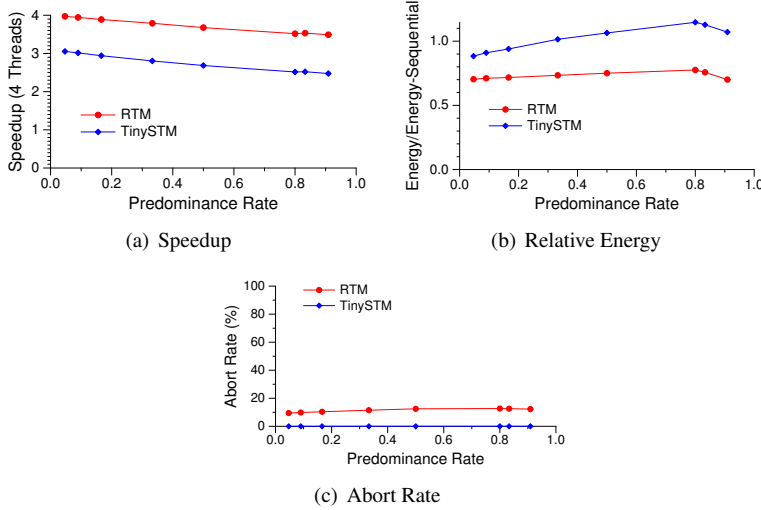 Speedup (4 Threads)
4
3
2
1
0
RTM
TinySTM
0.0 0.2 0.4 0.6 0.8 1.0
Predominance Rate
(a) Speedup
Energy/Energy-Sequential
1.0
0.5
0.0
RTM
TinySTM
0.0 0.2 0.4 0.6 0.8 1.0
Predominance Rate
(b) Relative Energy
Abort Rate (%)
100
80
60
40
20
0
RTM
TinySTM
0.0 0.2 0.4 0.6 0.8 1.0
Predominance Rate
(c) Abort Rate